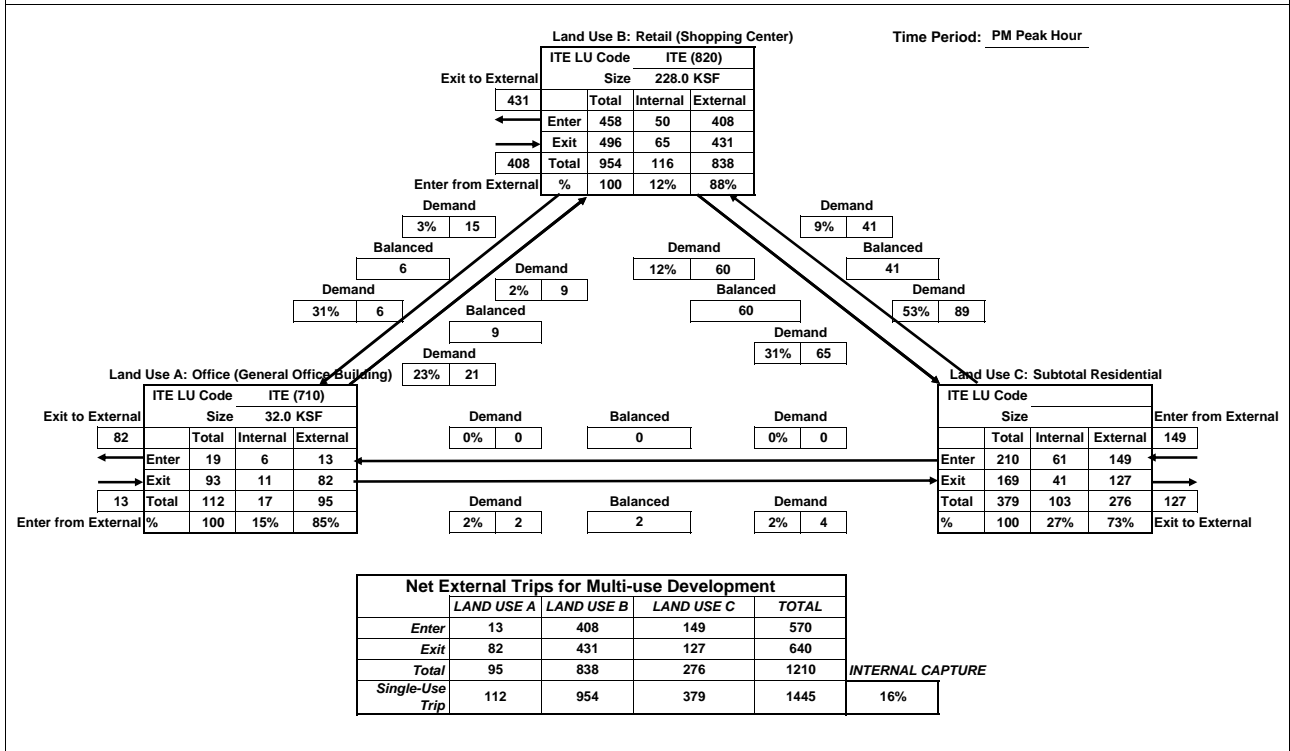 Land Use B: Retail (Shopping Center)
Time Period: PM Peak Hour
ITE LU Code ITE (820)
Exit to External Size 228.0 KSF
431 Total Internal External
Enter 458 50 408
Exit 496 65 431
408 Total 954 116 838
Enter from External % 100 12% 88%
Demand
3% 15
Balanced
6
Demand
31% 6
Demand
2% 9
Balanced
9
Demand
23% 21
Demand
12% 60
Balanced
60
Demand
31% 65
Demand
9% 41
Balanced
41
Demand
53% 89
Land Use A: Office (General Office Building)
ITE LU Code ITE (710)
Exit to External Size 32.0 KSF
82 Total Internal External
Enter 19 6 13
Exit 93 11 82
13 Total 112 17 95
Enter from External % 100 15% 85%
Demand Balanced Demand
0% 0 0 0% 0
Demand Balanced Demand
2% 2 2 2% 4
Land Use C: Subtotal Residential
ITE LU Code
Size Enter from External
Total Internal External 149
Enter 210 61 149
Exit 169 41 127
Total 379 103 276 127
% 100 27% 73% Exit to External
Net External Trips for Multi-use Development
LAND USE A LAND USE B LAND USE C TOTAL
Enter 13 408 149 570
Exit 82 431 127 640
Total 95 838 276 1210 INTERNAL CAPTURE
Single-Use
Trip 112 954 379 1445 16%